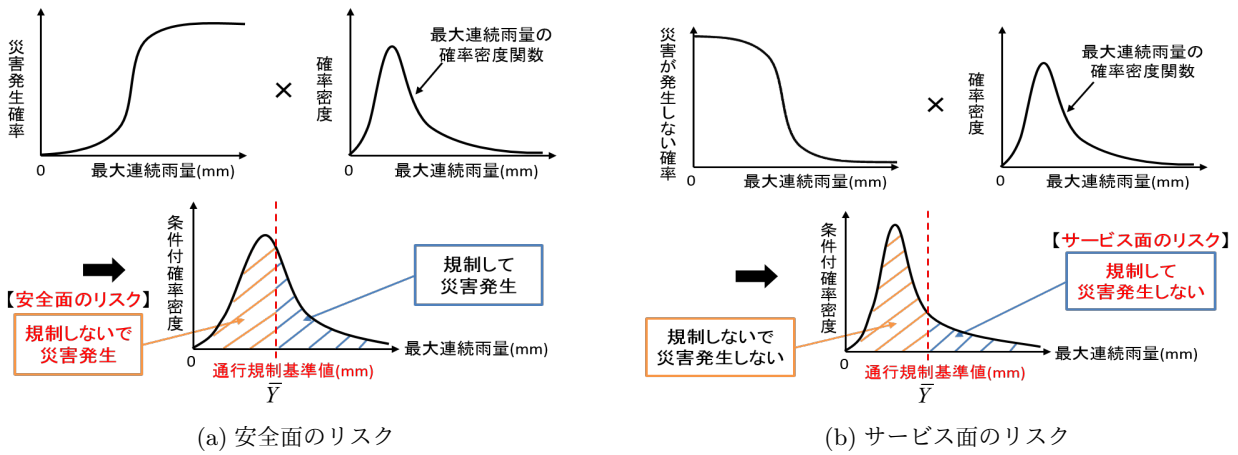 災害発生確率
0
最大連続雨量(mm)
×
確率密度
最大連続雨量の
確率密度関数
0
最大連続雨量(mm)
条件付確率密度
【安全面のリスク】
規制しないで
災害発生
規制して
災害発生
0
最大連続雨量(mm)
通行規制基準値(mm)
Y̅
(a) 安全面のリスク
災害が発生しない確率
0
最大連続雨量(mm)
×
確率密度
最大連続雨量の
確率密度関数
0
最大連続雨量(mm)
条件付確率密度
【サービス面のリスク】
規制して
災害発生しない
規制しないで
災害発生しない
0
最大連続雨量(mm)
通行規制基準値(mm)
Y̅
(b) サービス面のリスク